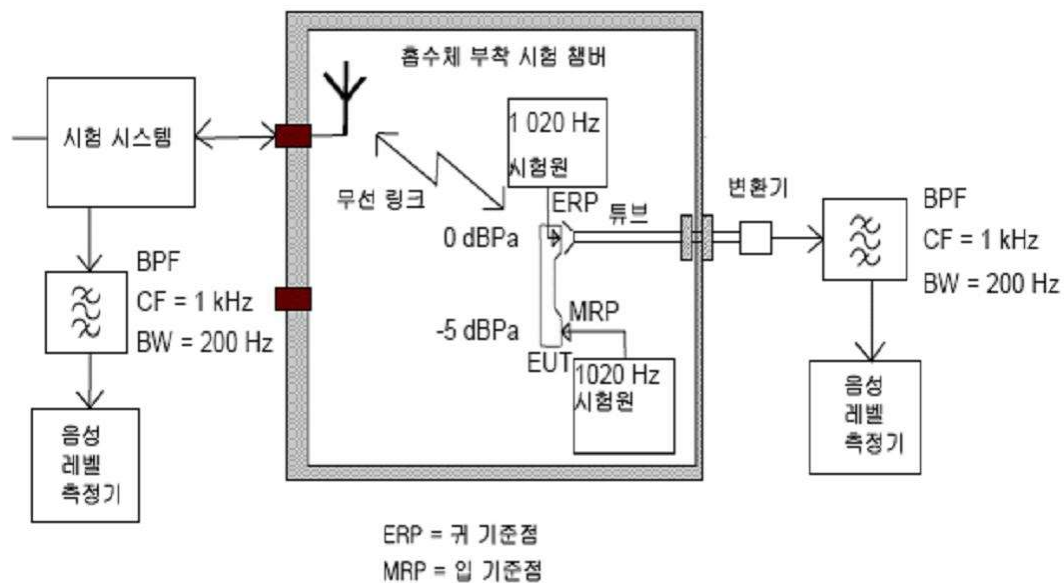 흡수체 부착 시험 챔버
시험 시스템
1 020 Hz
시험원
무선 링크
ERP
튜브
변환기
0 dBPa
BPF
CF = 1 kHz
BW = 200 Hz
BPF
CF = 1 kHz
BW = 200 Hz
-5 dBPa
MRP
EUT
1020 Hz
시험원
음성
레벨
측정기
음성
레벨
측정기
ERP = 귀 기준점
MRP = 입 기준점